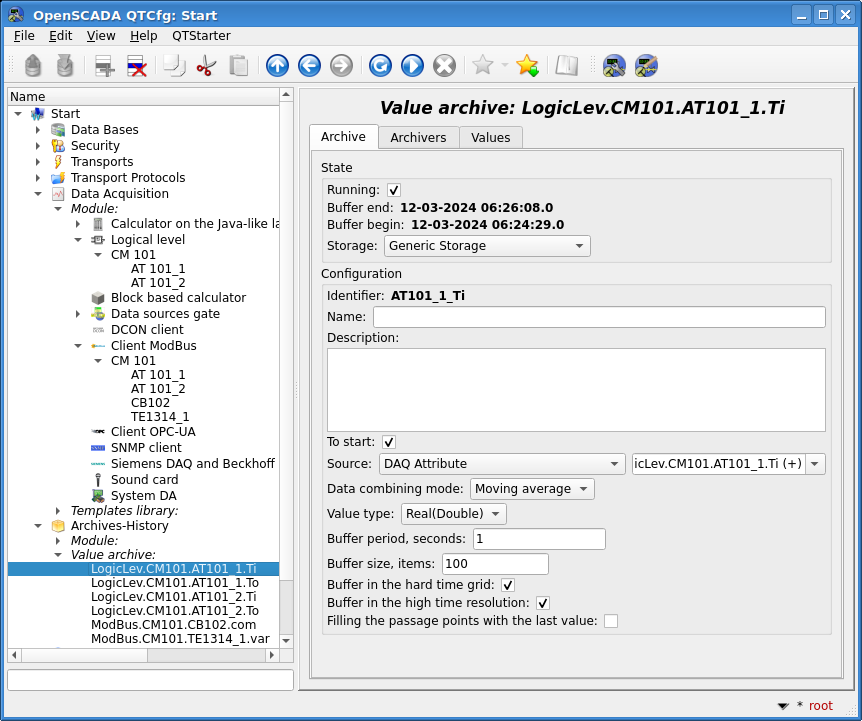 OpenSCADA QTCfg: Start
File Edit View Help QTStarter
Name
Start
Data Bases
Security
Transports
Transport Protocols
Data Acquisition
Module:
Calculator on the Java-like la
Logical level
CM 101
AT 101_1
AT 101_2
Block based calculator
Data sources gate
DCON client
Client ModBus
CM 101
AT 101_1
AT 101_2
CB102
TE1314_1
Client OPC-UA
SNMP client
Siemens DAQ and Beckhoff
Sound card
System DA
Templates library:
Archives-History
Module:
Value archive:
LogicLev.CM101.AT101_1.Ti
LogicLev.CM101.AT101_1.To
LogicLev.CM101.AT101_2.Ti
LogicLev.CM101.AT101_2.To
ModBus.CM101.CB102.com
ModBus.CM101.TE1314_1.var
Value archive: LogicLev.CM101.AT101_1.Ti
Archive Archivers Values
State
Running:
Buffer end: 12-03-2024 06:26:08.0
Buffer begin: 12-03-2024 06:24:29.0
Storage: Generic Storage
Configuration
Identifier: AT101_1_Ti
Name:
Description:
To start:
Source: DAQ Attribute icLev.CM101.AT101_1.Ti (+)
Data combining mode: Moving average
Value type: Real(Double)
Buffer period, seconds: 1
Buffer size, items: 100
Buffer in the hard time grid:
Buffer in the high time resolution:
Filling the passage points with the last value:
* root